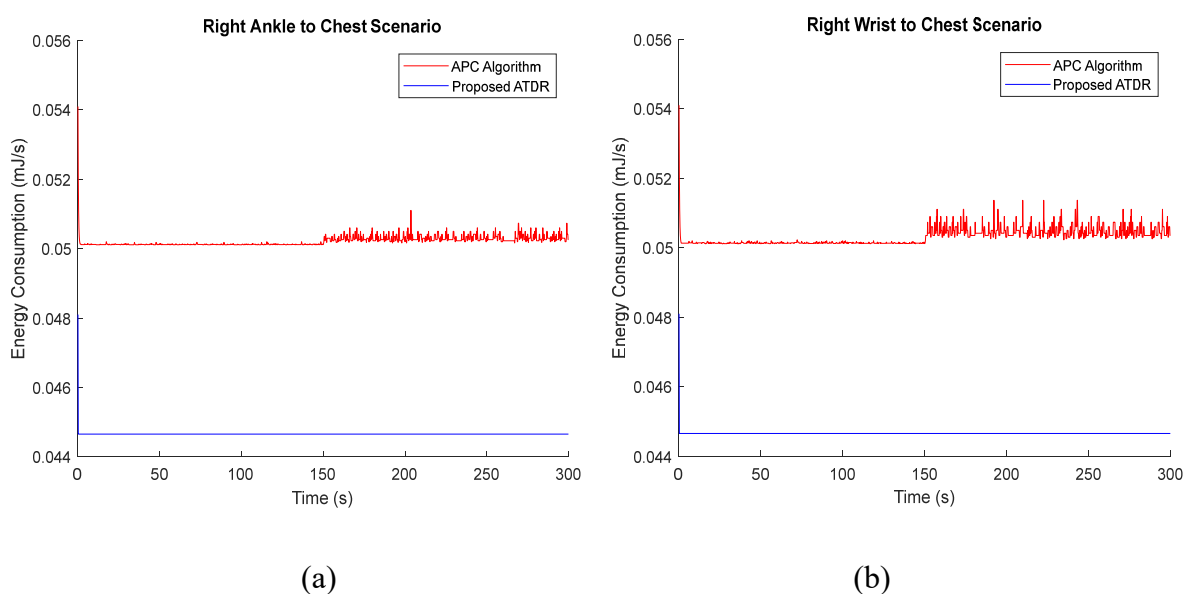 Right Ankle to Chest Scenario
0.056
0.054
0.052
0.05
0.048
0.046
0.044
Energy Consumption (mJ/s)
APC Algorithm
Proposed ATDR
0 50 100 150 200 250 300
Time (s)
(a)
Right Wrist to Chest Scenario
0.056
0.054
0.052
0.05
0.048
0.046
0.044
Energy Consumption (mJ/s)
APC Algorithm
Proposed ATDR
0 50 100 150 200 250 300
Time (s)
(b)